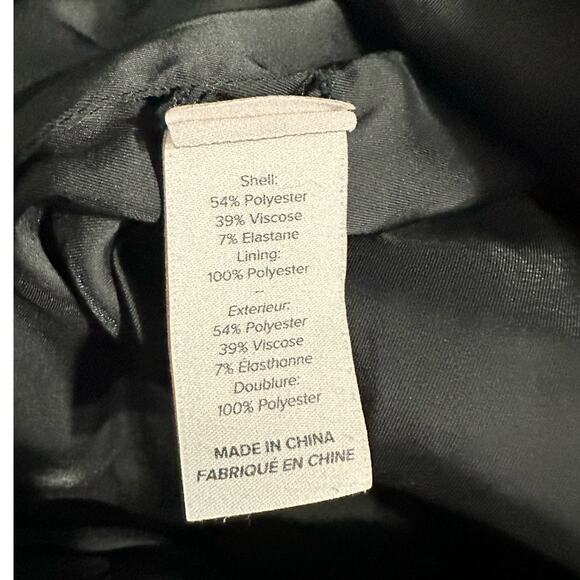 Shell:
54% Polyester
39% Viscose
7% Elastane
Lining:
100% Polyester
–
Exterieur:
54% Polyester
39% Viscose
7% Élasthanne
Doublure:
100% Polyester
MADE IN CHINA
FABRIQUÉ EN CHINE